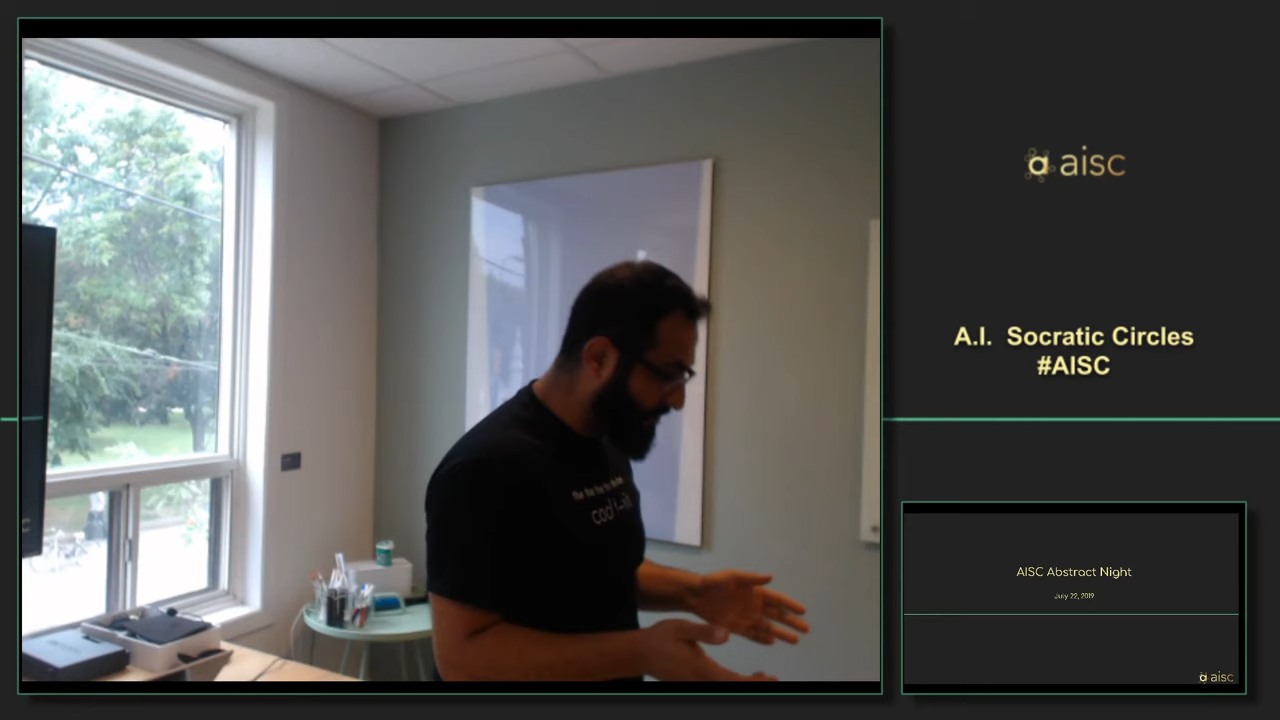 aisc
A.I. Socratic Circles
#AISC
AISC Abstract Night
July 22, 2019
aisc